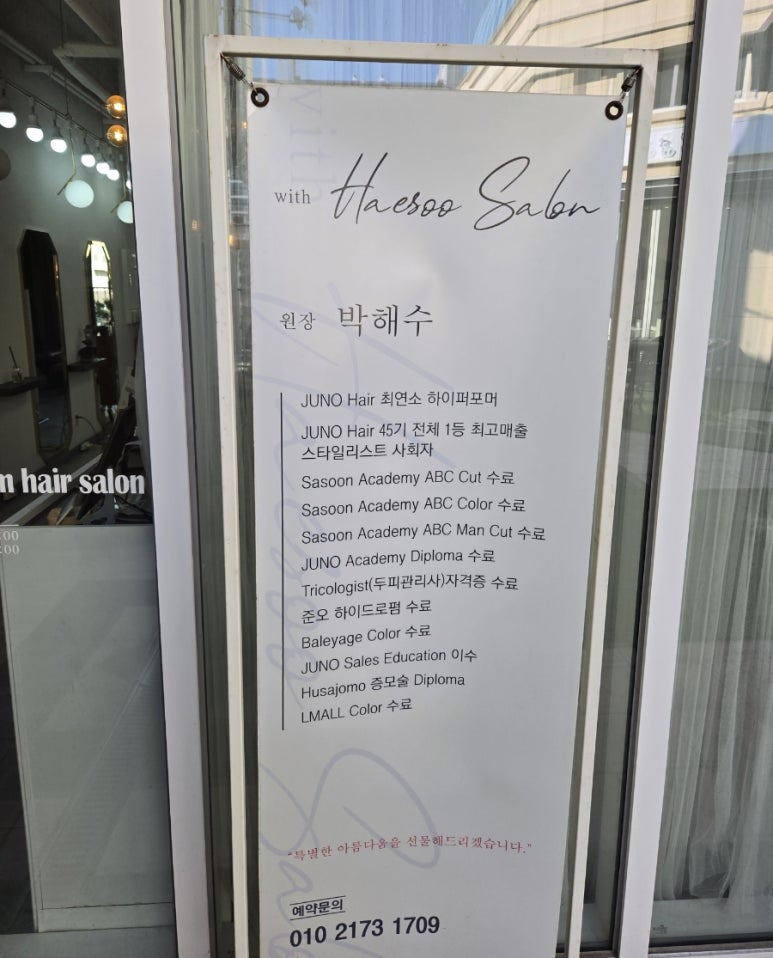 with Haesoo Salon
원장 박해수
JUNO Hair 최연소 하이퍼포머
JUNO Hair 45기 전체 1등 최고매출
스타일리스트 사회자
Sasoon Academy ABC Cut 수료
Sasoon Academy ABC Color 수료
Sasoon Academy ABC Man Cut 수료
JUNO Academy Diploma 수료
Tricologist(두피관리사)자격증 수료
준오 하이드로펌 수료
Baleyage Color 수료
JUNO Sales Education 이수
Husajomo 증모술 Diploma
LMALL Color 수료
"특별한 아름다움을 선물해드리겠습니다."
예약문의
010 2173 1709
hair salon